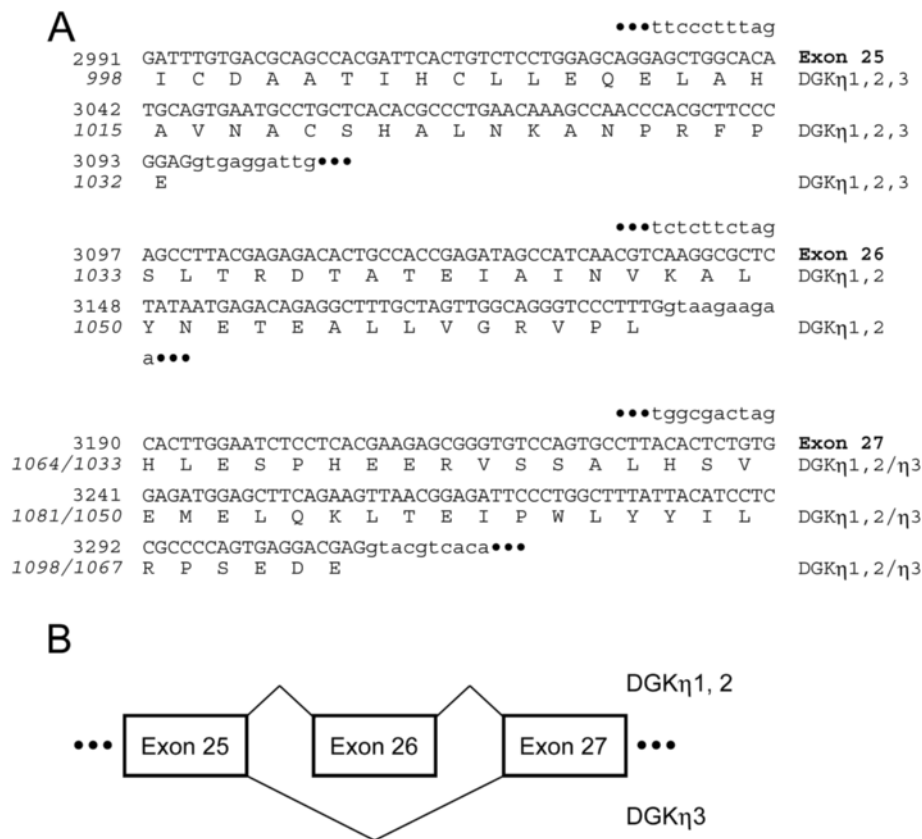 A
•••ttccctttag
2991 GATTTGTGACGCAGCCACGATTCACTGTCTCCTGGAGCAGGAGCTGGCACA Exon 25
998 I C D A A T I H C L L E Q E L A H DGKη1,2,3
3042 TGCAGTGAATGCCTGCTCACACGCCCTGAACAAAGCCAACCCACGCTTCCC
1015 A V N A C S H A L N K A N P R F P DGKη1,2,3
3093 GGAGgtgaggattg•••
1032 E DGKη1,2,3
•••tctcttctag
3097 AGCCTTACGAGAGACACTGCCACCGAGATAGCCATCAACGTCAAGGCGCTC Exon 26
1033 S L T R D T A T E I A I N V K A L DGKη1,2
3148 TATAATGAGACAGAGGCTTTGCTAGTTGGCAGGGTCCCTTTGgtaagaaga
1050 Y N E T E A L L V G R V P L DGKη1,2
a•••
•••tggcgactag
3190 CACTTGGAATCTCCTCACGAAGAGCGGGTGTCCAGTGCCTTACACTCTGTG Exon 27
1064/1033 H L E S P H E E R V S S A L H S V DGKη1,2/η3
3241 GAGATGGAGCTTCAGAAGTTAACGGAGATTCCCTGGCTTTATTACATCCTC
1081/1050 E M E L Q K L T E I P W L Y Y I L DGKη1,2/η3
3292 CGCCCCAGTGAGGACGAGgtacgtcaca•••
1098/1067 R P S E D E DGKη1,2/η3
B
DGKη1, 2
••• Exon 25 Exon 26 Exon 27 •••
DGKη3